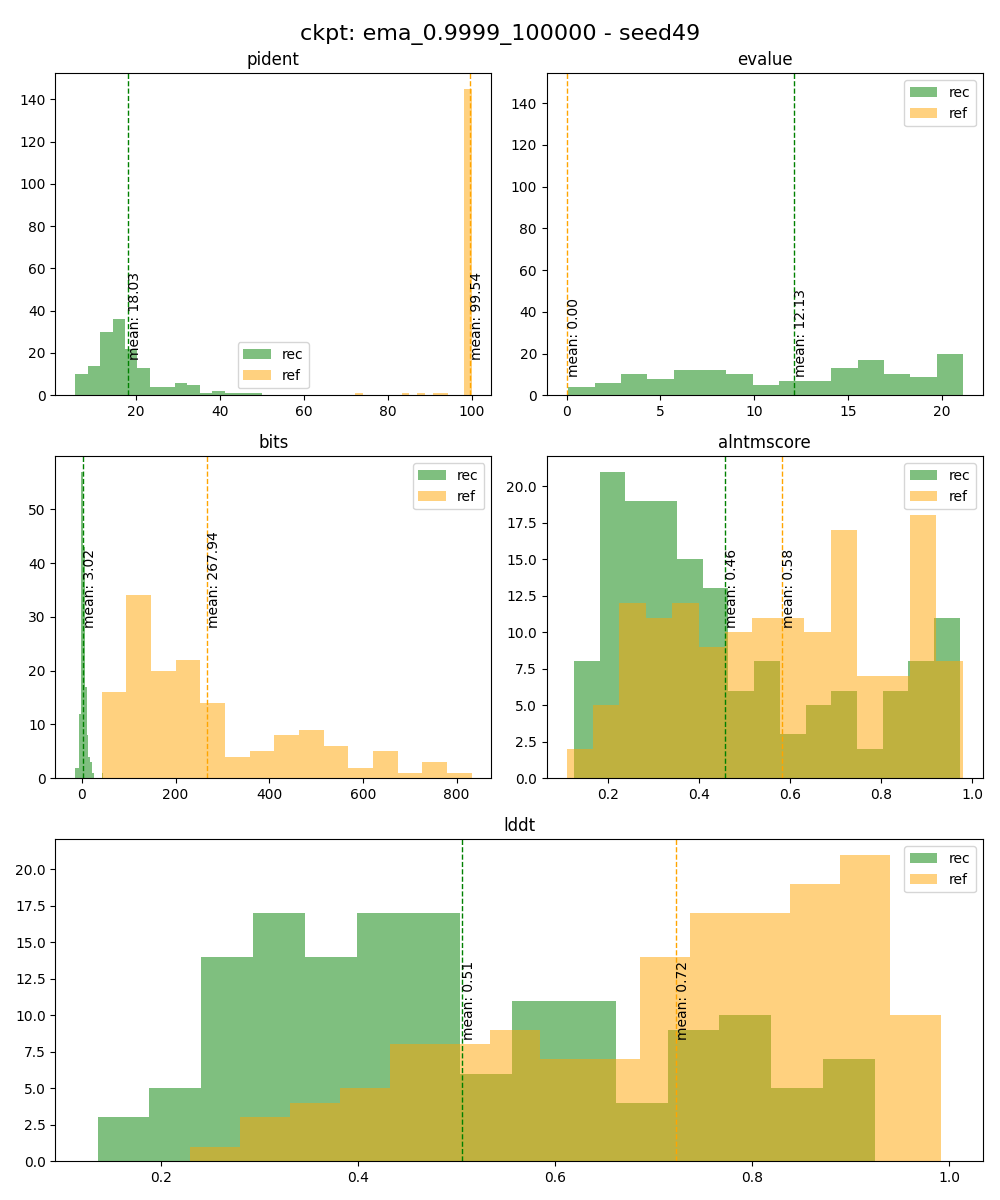 ckpt: ema_0.9999_100000 - seed49
pident
140
120
100
80
60
40
20
0
20
40
60
80
100
mean: 18.03
mean: 99.54
rec
ref
evalue
140
120
100
80
60
40
20
0
0
5
10
15
20
mean: 0.00
mean: 12.13
rec
ref
bits
50
40
30
20
10
0
0
200
400
600
800
mean: 3.02
mean: 267.94
rec
ref
alntmscore
20.0
17.5
15.0
12.5
10.0
7.5
5.0
2.5
0.0
0.2
0.4
0.6
0.8
1.0
mean: 0.46
mean: 0.58
rec
ref
lddt
20.0
17.5
15.0
12.5
10.0
7.5
5.0
2.5
0.0
0.2
0.4
0.6
0.8
1.0
mean: 0.51
mean: 0.72
rec
ref